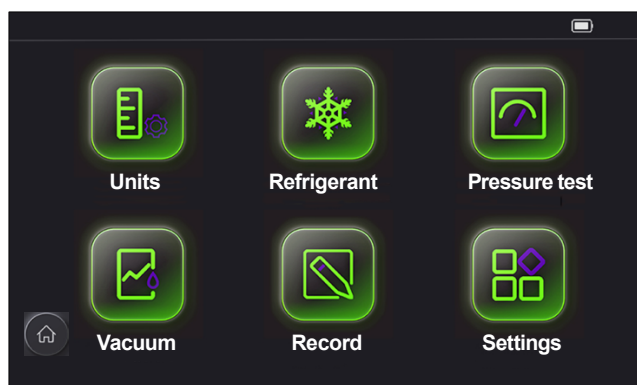 Units
Refrigerant
Pressure test
Vacuum
Record
Settings